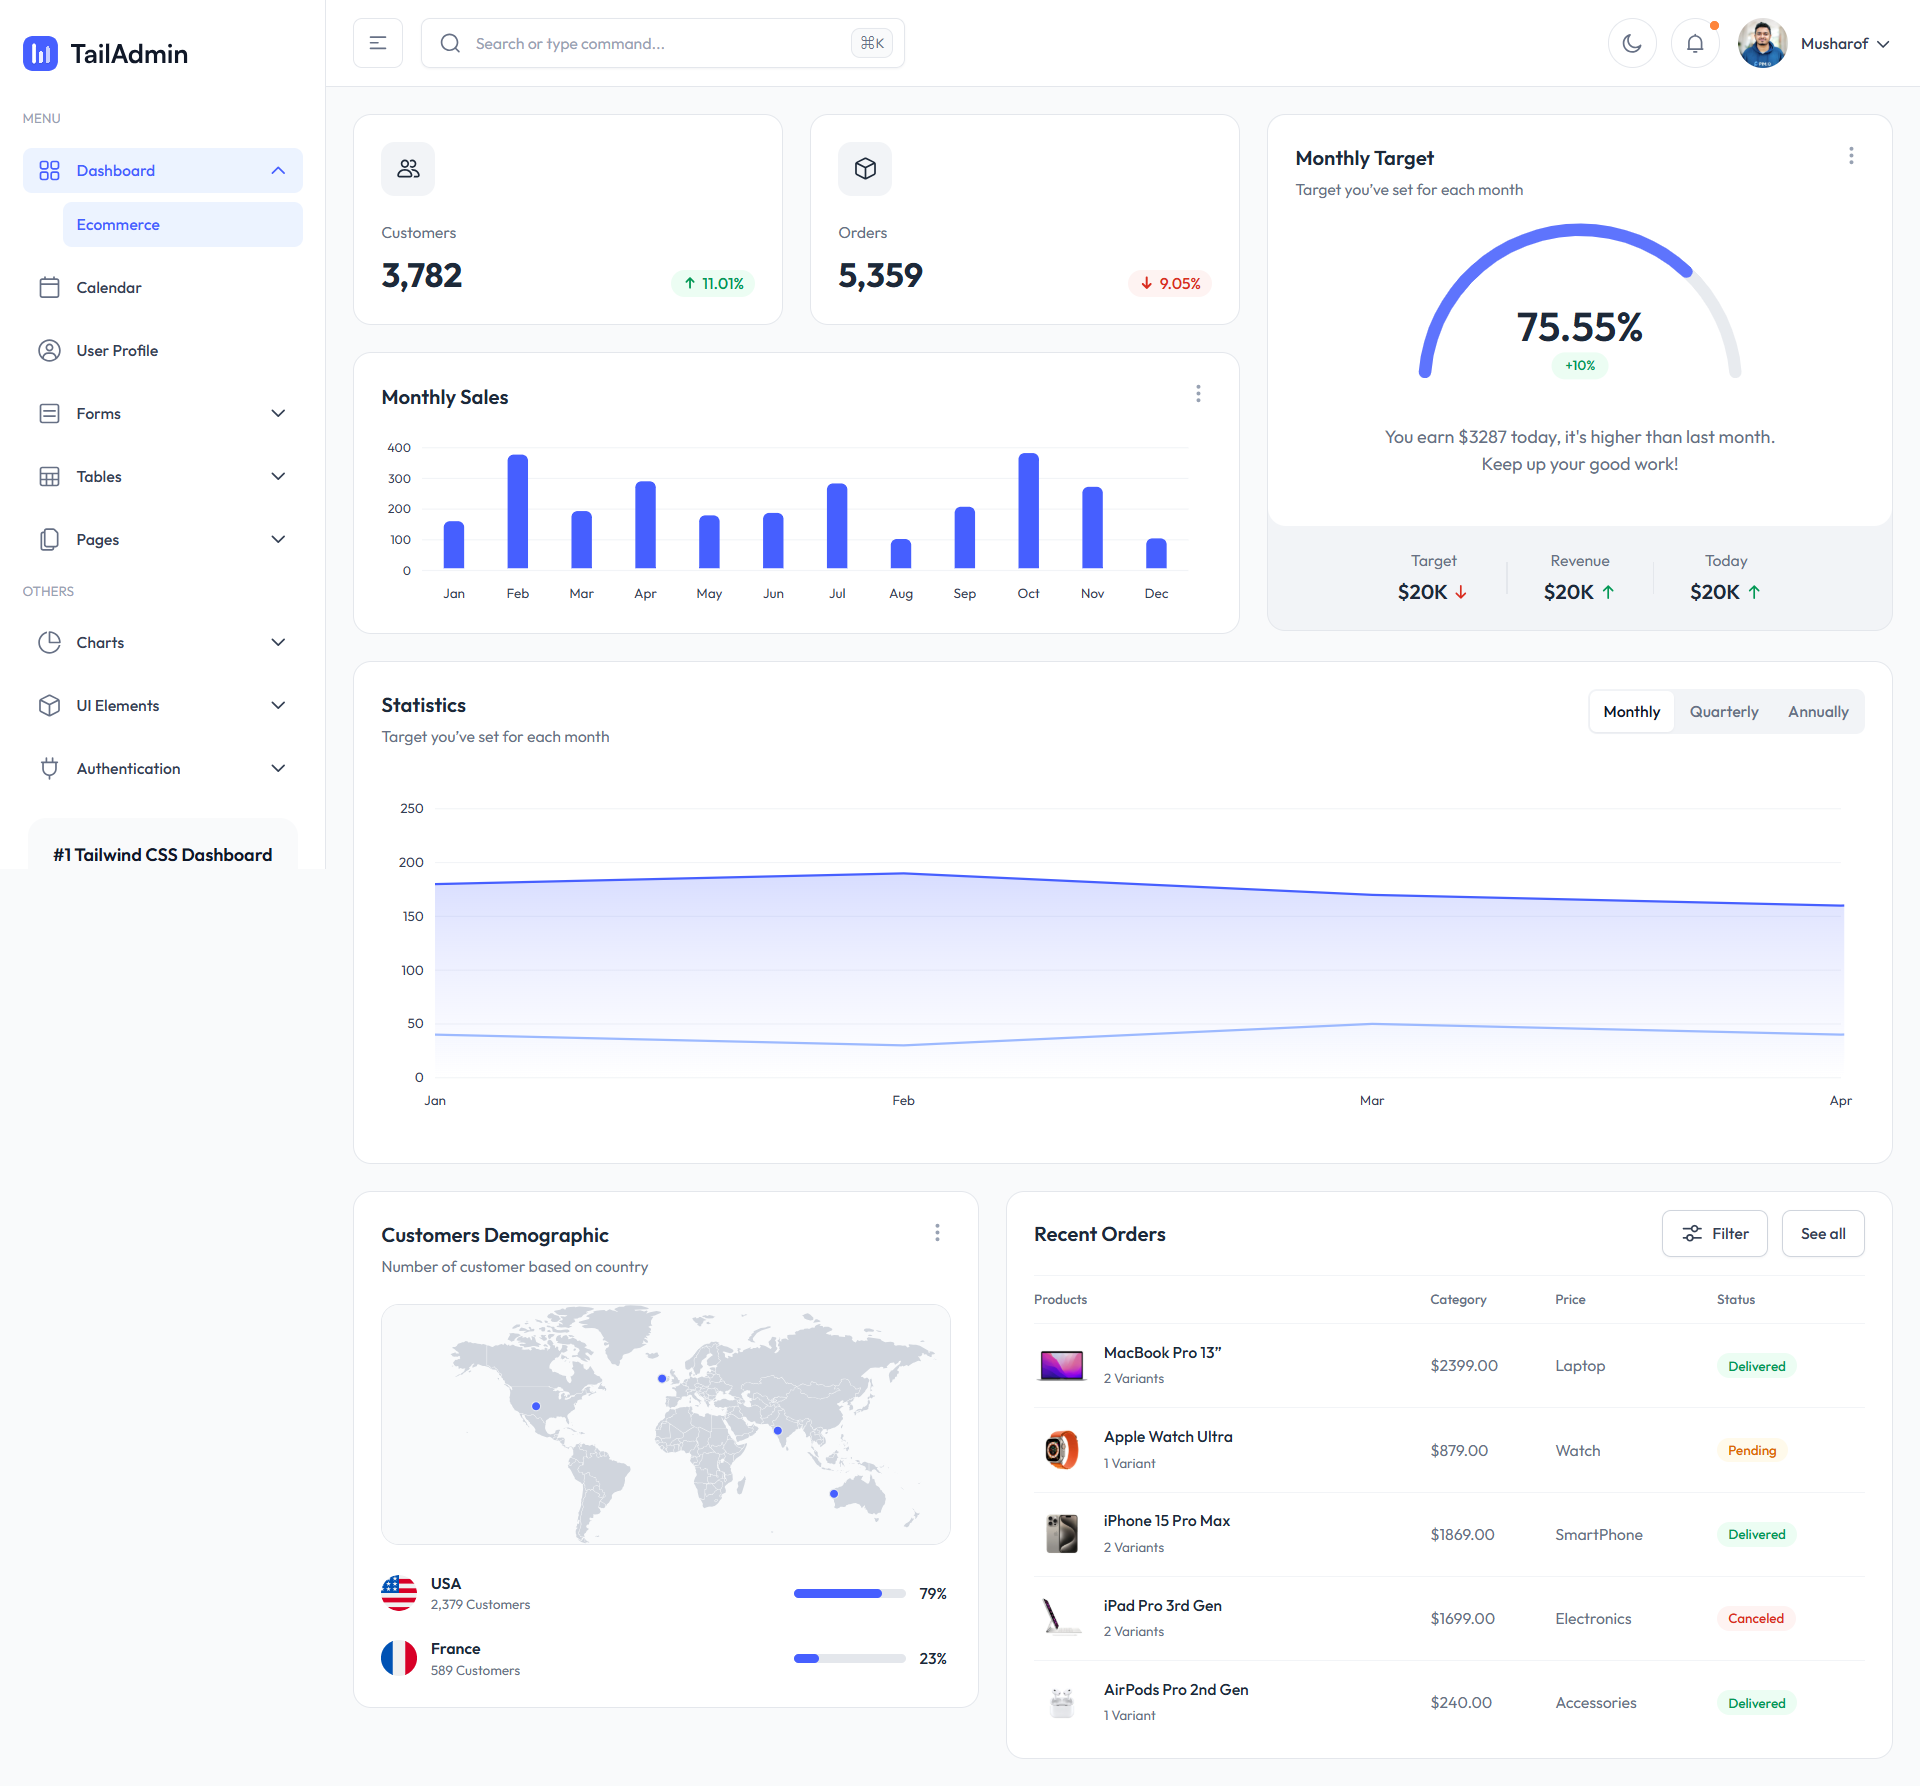 TailAdmin
MENU
Dashboard
Ecommerce
Calendar
User Profile
Forms
Tables
Pages
OTHERS
Charts
UI Elements
Authentication
#1 Tailwind CSS Dashboard
Search or type command...
⌘K
Musharof
Customers
3,782
11.01%
Orders
5,359
9.05%
Monthly Target
Target you’ve set for each month
75.55%
+10%
You earn $3287 today, it's higher than last month.
Keep up your good work!
Target
$20K
Revenue
$20K
Today
$20K
Monthly Sales
400
300
200
100
0
Jan Feb Mar Apr May Jun Jul Aug Sep Oct Nov Dec
Statistics
Target you’ve set for each month
Monthly Quarterly Annually
250
200
150
100
50
0
Jan Feb Mar Apr
Customers Demographic
Number of customer based on country
USA
2,379 Customers
79%
France
589 Customers
23%
Recent Orders
Filter
See all
Products Category Price Status
MacBook Pro 13”
2 Variants
$2399.00 Laptop Delivered
Apple Watch Ultra
1 Variant
$879.00 Watch Pending
iPhone 15 Pro Max
2 Variants
$1869.00 SmartPhone Delivered
iPad Pro 3rd Gen
2 Variants
$1699.00 Electronics Canceled
AirPods Pro 2nd Gen
1 Variant
$240.00 Accessories Delivered